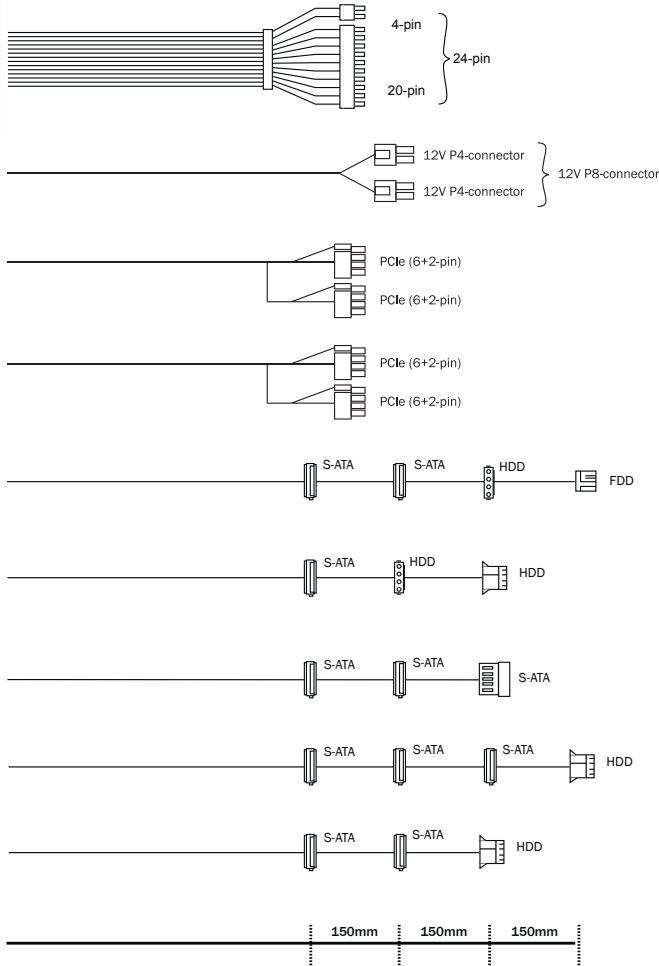 4-pin
24-pin
20-pin
12V P4-connector
12V P8-connector
12V P4-connector
PCIe (6+2-pin)
PCIe (6+2-pin)
PCIe (6+2-pin)
PCIe (6+2-pin)
S-ATA S-ATA HDD FDD
S-ATA HDD HDD
S-ATA S-ATA S-ATA
S-ATA S-ATA S-ATA HDD
S-ATA S-ATA HDD
150mm 150mm 150mm